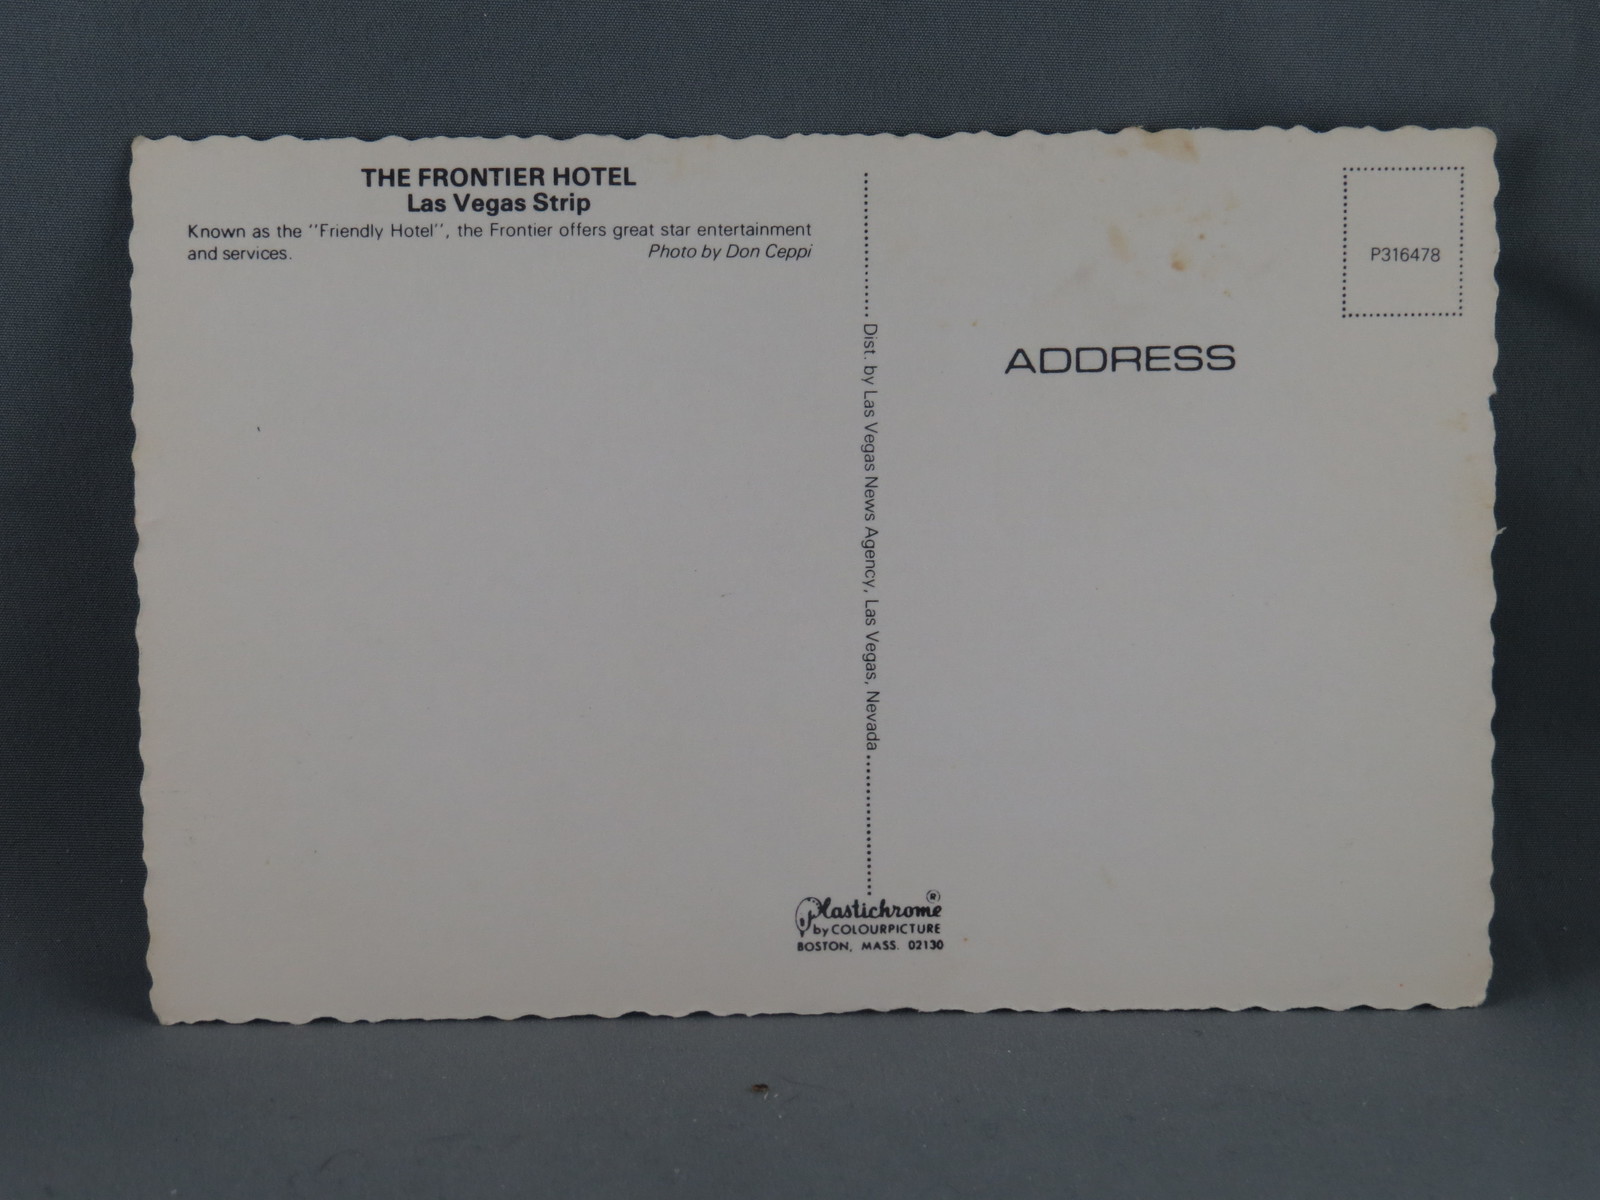 THE FRONTIER HOTEL
Las Vegas Strip
Known as the "Friendly Hotel", the Frontier offers great star entertainment
and services. Photo by Don Ceppi
Dist. by Las Vegas News Agency, Las Vegas, Nevada
P316478
ADDRESS
Plastichrome ®
by COLOURPICTURE
BOSTON, MASS. 02130